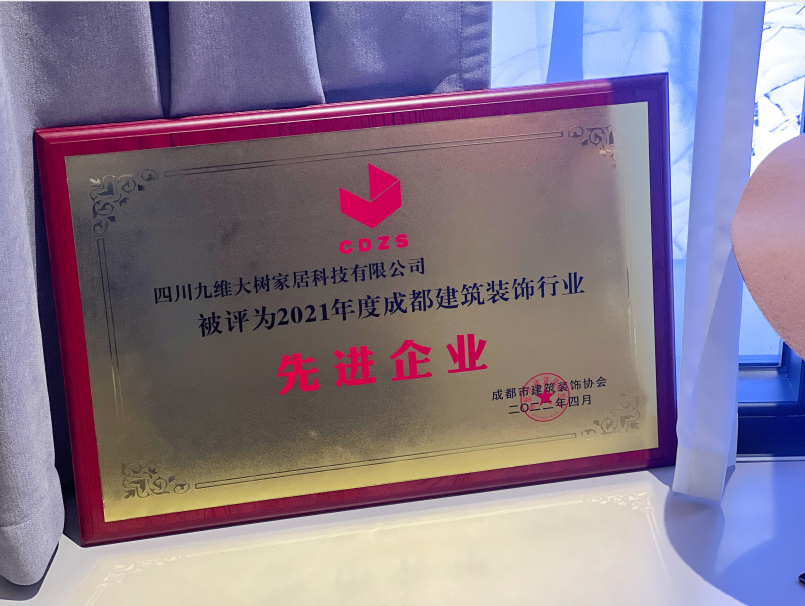 CDZS
四川九维大树家居科技有限公司
被评为2021年度成都建筑装饰行业
先进企业
成都市建筑装饰协会
二〇二二年四月